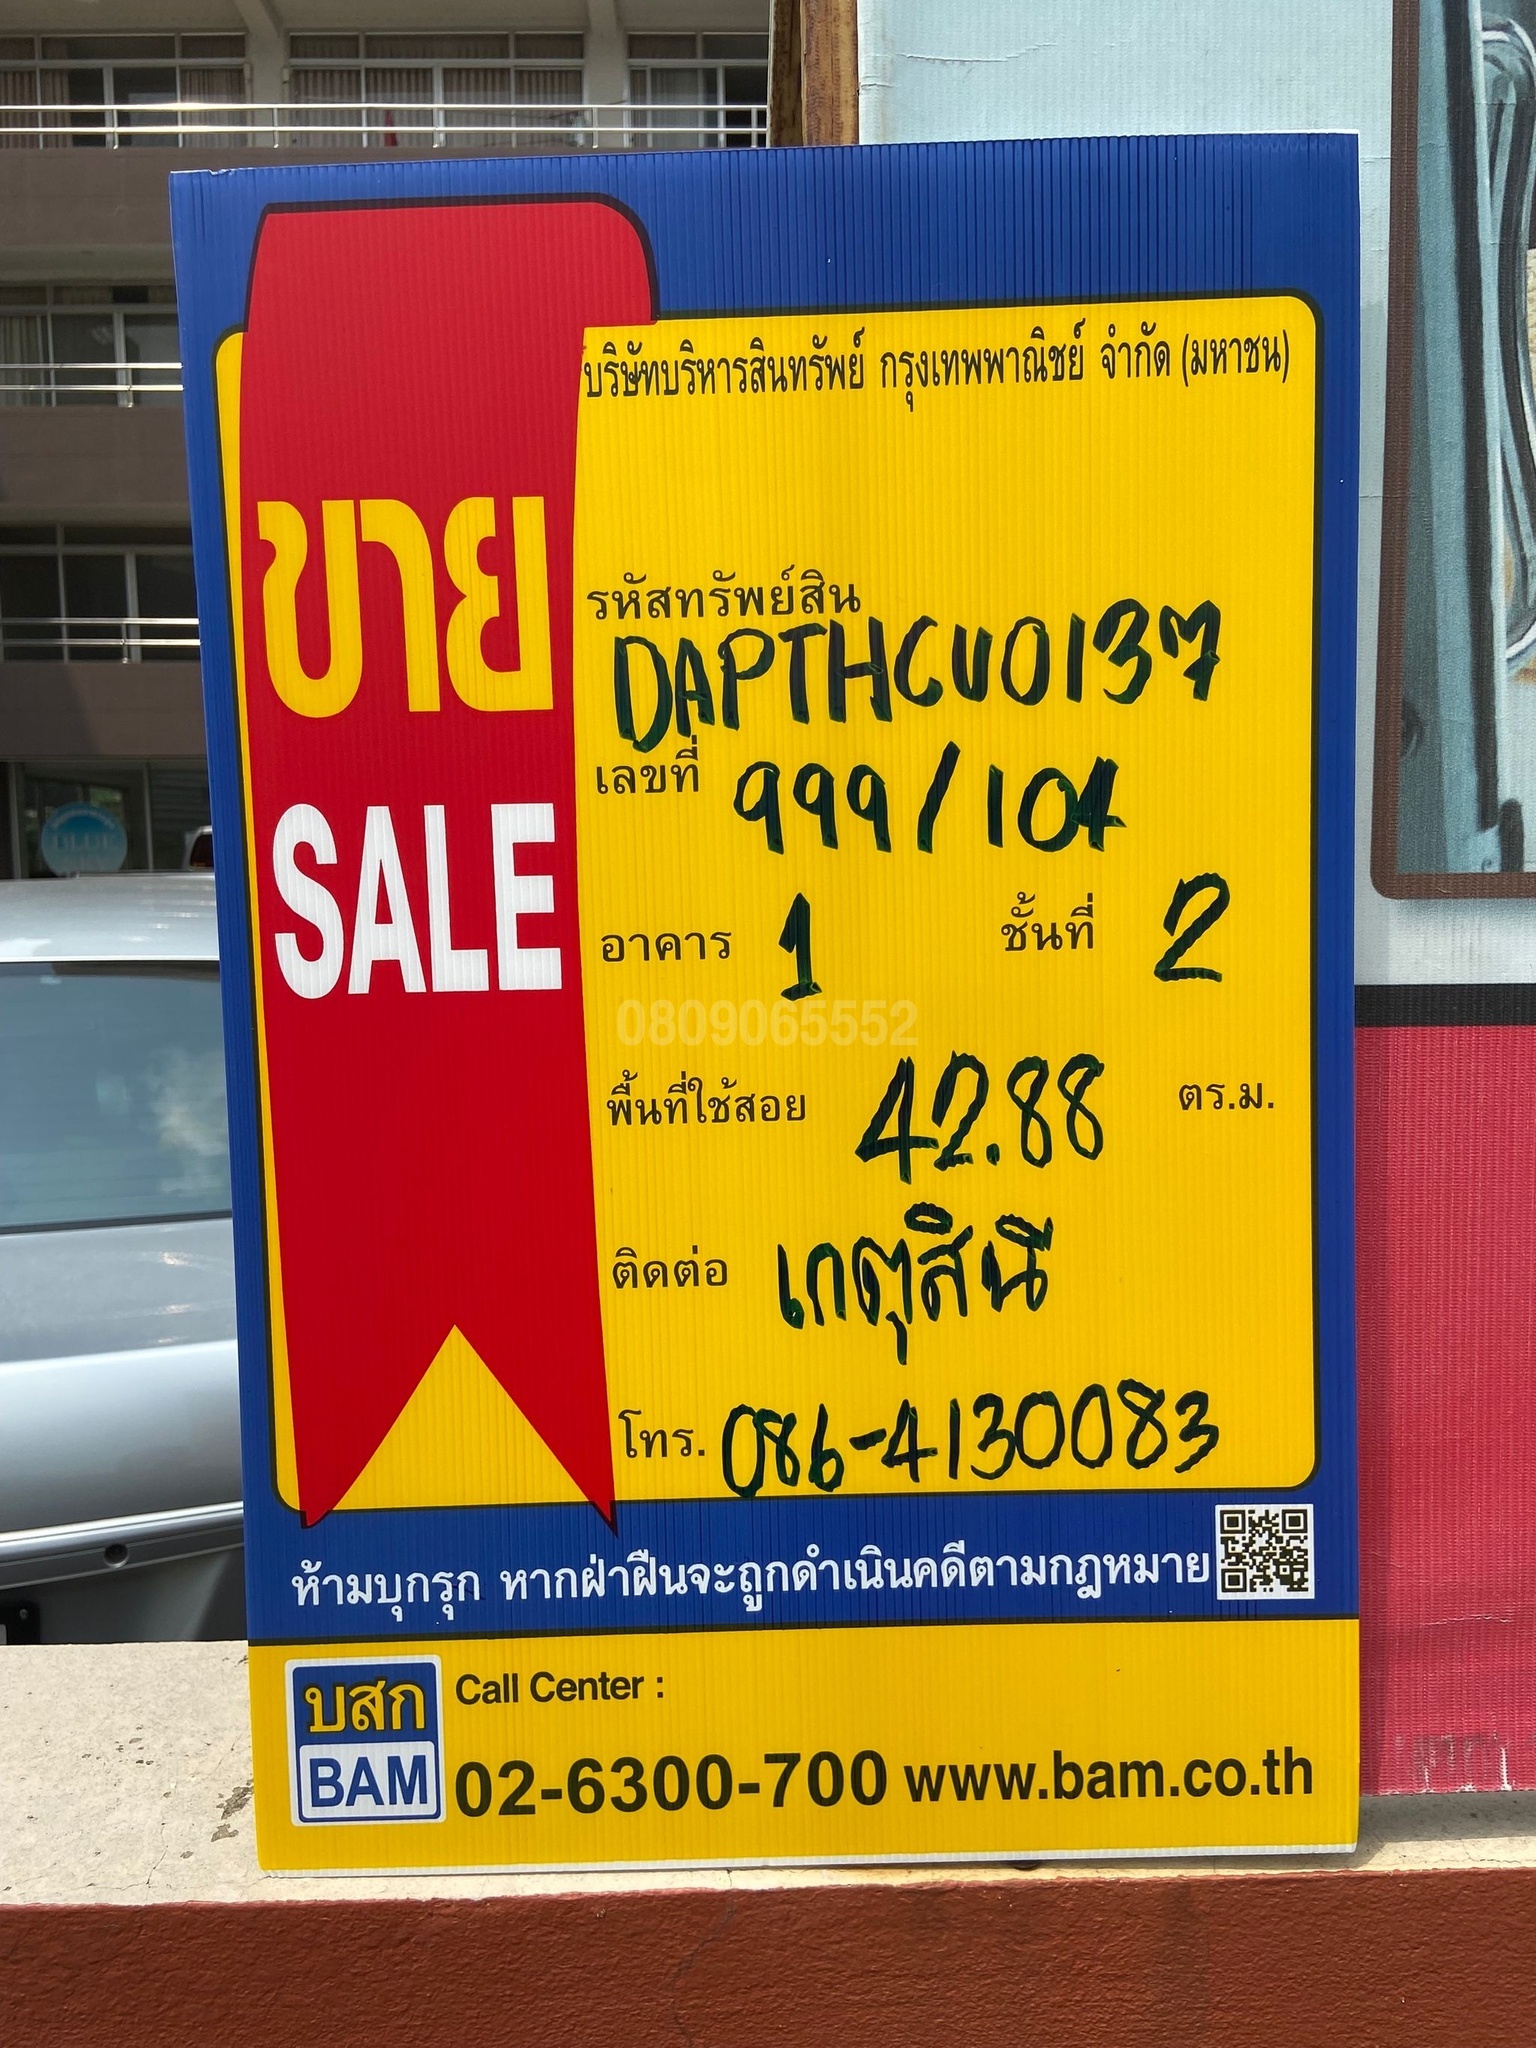 บริษัทบริหารสินทรัพย์ กรุงเทพพาณิชย์ จำกัด (มหาชน)
ขาย
SALE
รหัสทรัพย์สิน
DAPTHCU0137
เลขที่ 999/104
อาคาร 1 ชั้นที่ 2
0809065552
พื้นที่ใช้สอย 42.88 ตร.ม.
ติดต่อ เกตุสินี
โทร. 086-4130083
ห้ามบุกรุก หากฝ่าฝืนจะถูกดำเนินคดีตามกฎหมาย
บสก
BAM
Call Center :
02-6300-700 www.bam.co.th
BLUE